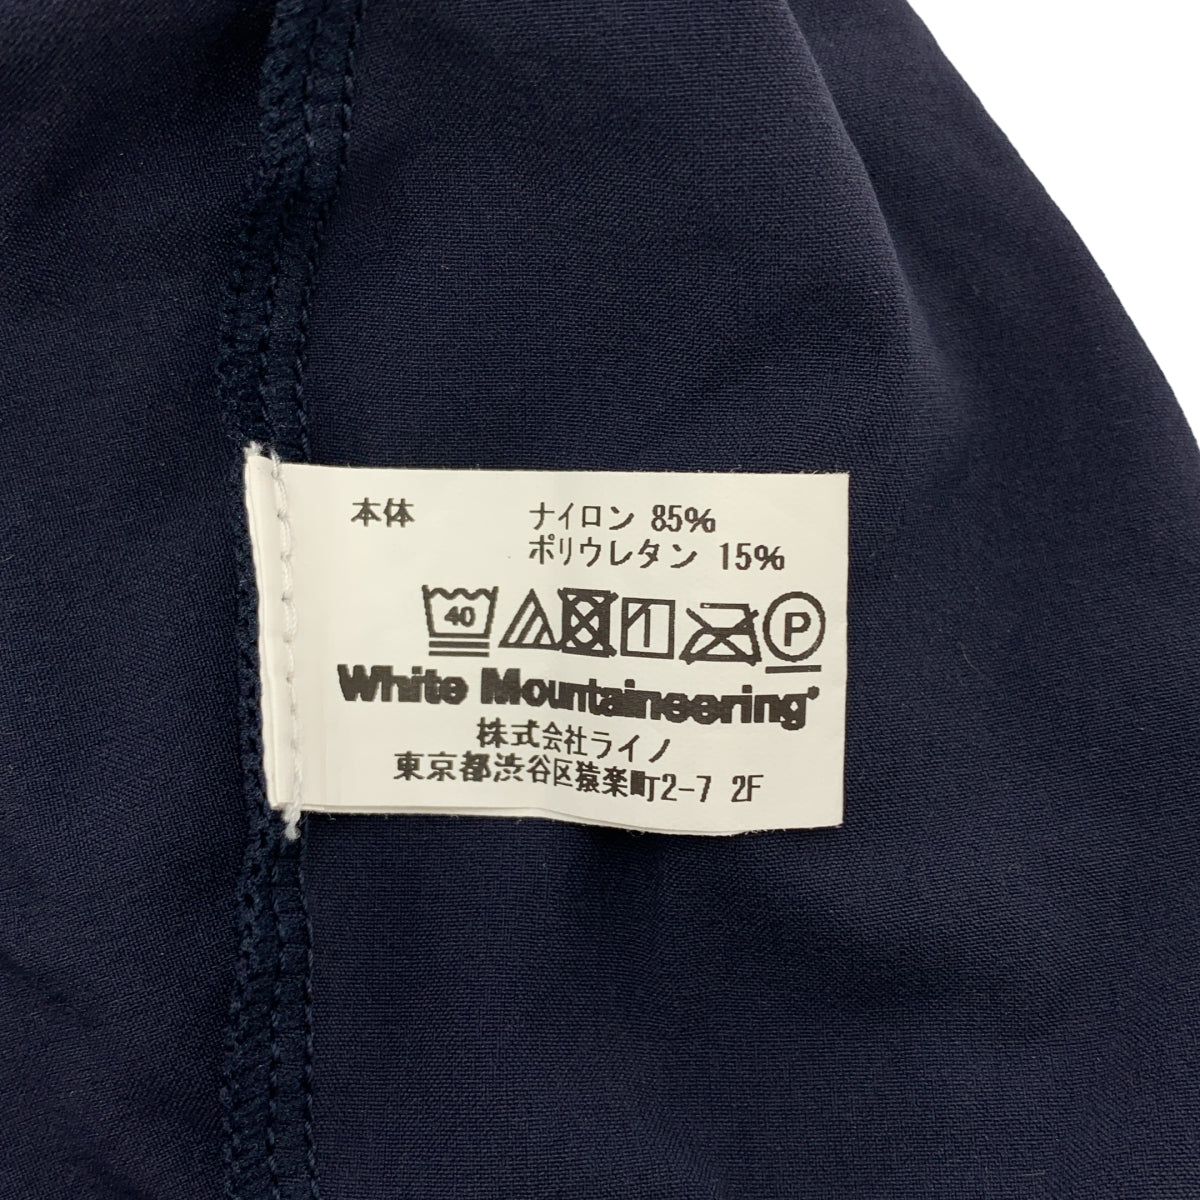 本体 ナイロン 85%
ポリウレタン 15%
40 P
White Mountaineering
株式会社ライノ
東京都渋谷区猿楽町2-7 2F